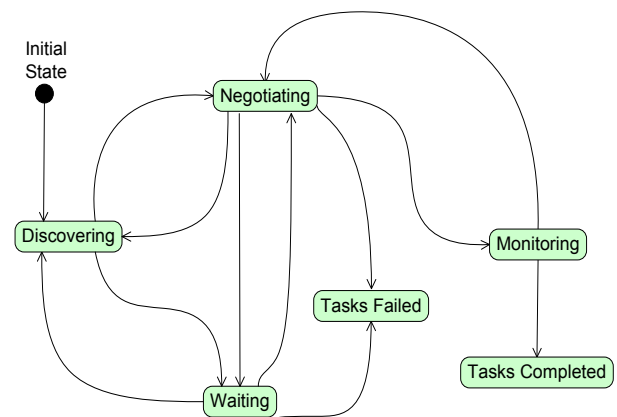 Initial
State
Negotiating
Discovering
Monitoring
Tasks Failed
Tasks Completed
Waiting